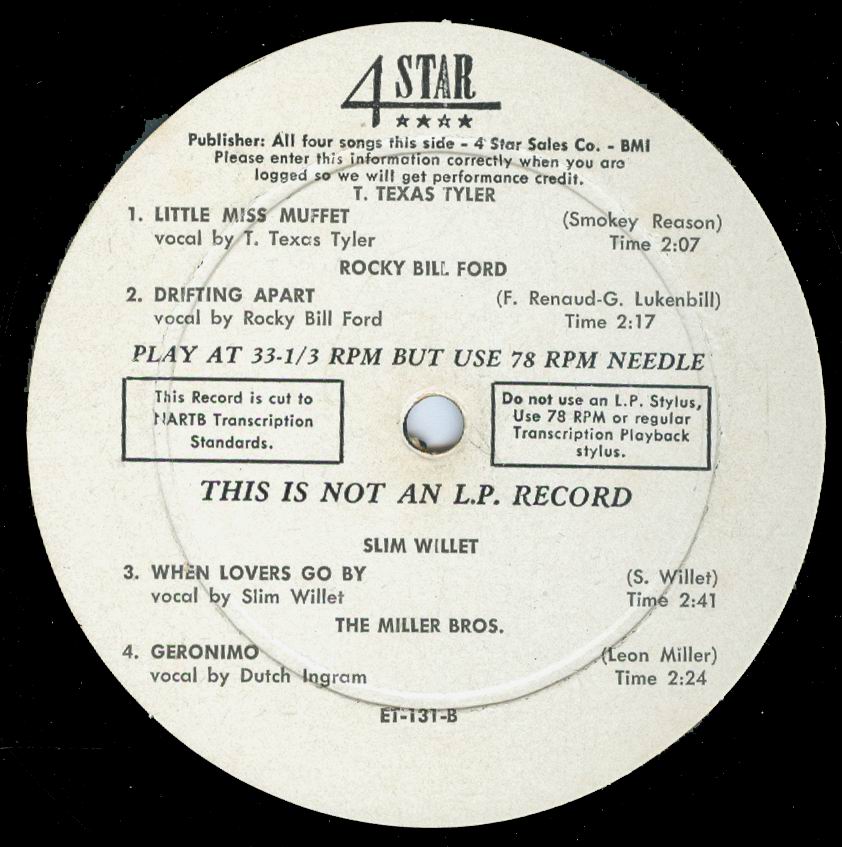 4 STAR
★★★★
Publisher: All four songs this side - 4 Star Sales Co. - BMI
Please enter this information correctly when you are
logged so we will get performance credit.
T. TEXAS TYLER
1. LITTLE MISS MUFFET (Smokey Reason)
vocal by T. Texas Tyler Time 2:07
ROCKY BILL FORD
2. DRIFTING APART (F. Renaud-G. Lukenbill)
vocal by Rocky Bill Ford Time 2:17
PLAY AT 33-1/3 RPM BUT USE 78 RPM NEEDLE
This Record is cut to
NARTB Transcription
Standards.
Do not use an L.P. Stylus,
Use 78 RPM or regular
Transcription Playback
stylus.
THIS IS NOT AN L.P. RECORD
SLIM WILLET
3. WHEN LOVERS GO BY (S. Willet)
vocal by Slim Willet Time 2:41
THE MILLER BROS.
4. GERONIMO (Leon Miller)
vocal by Dutch Ingram Time 2:24
ET-131-B